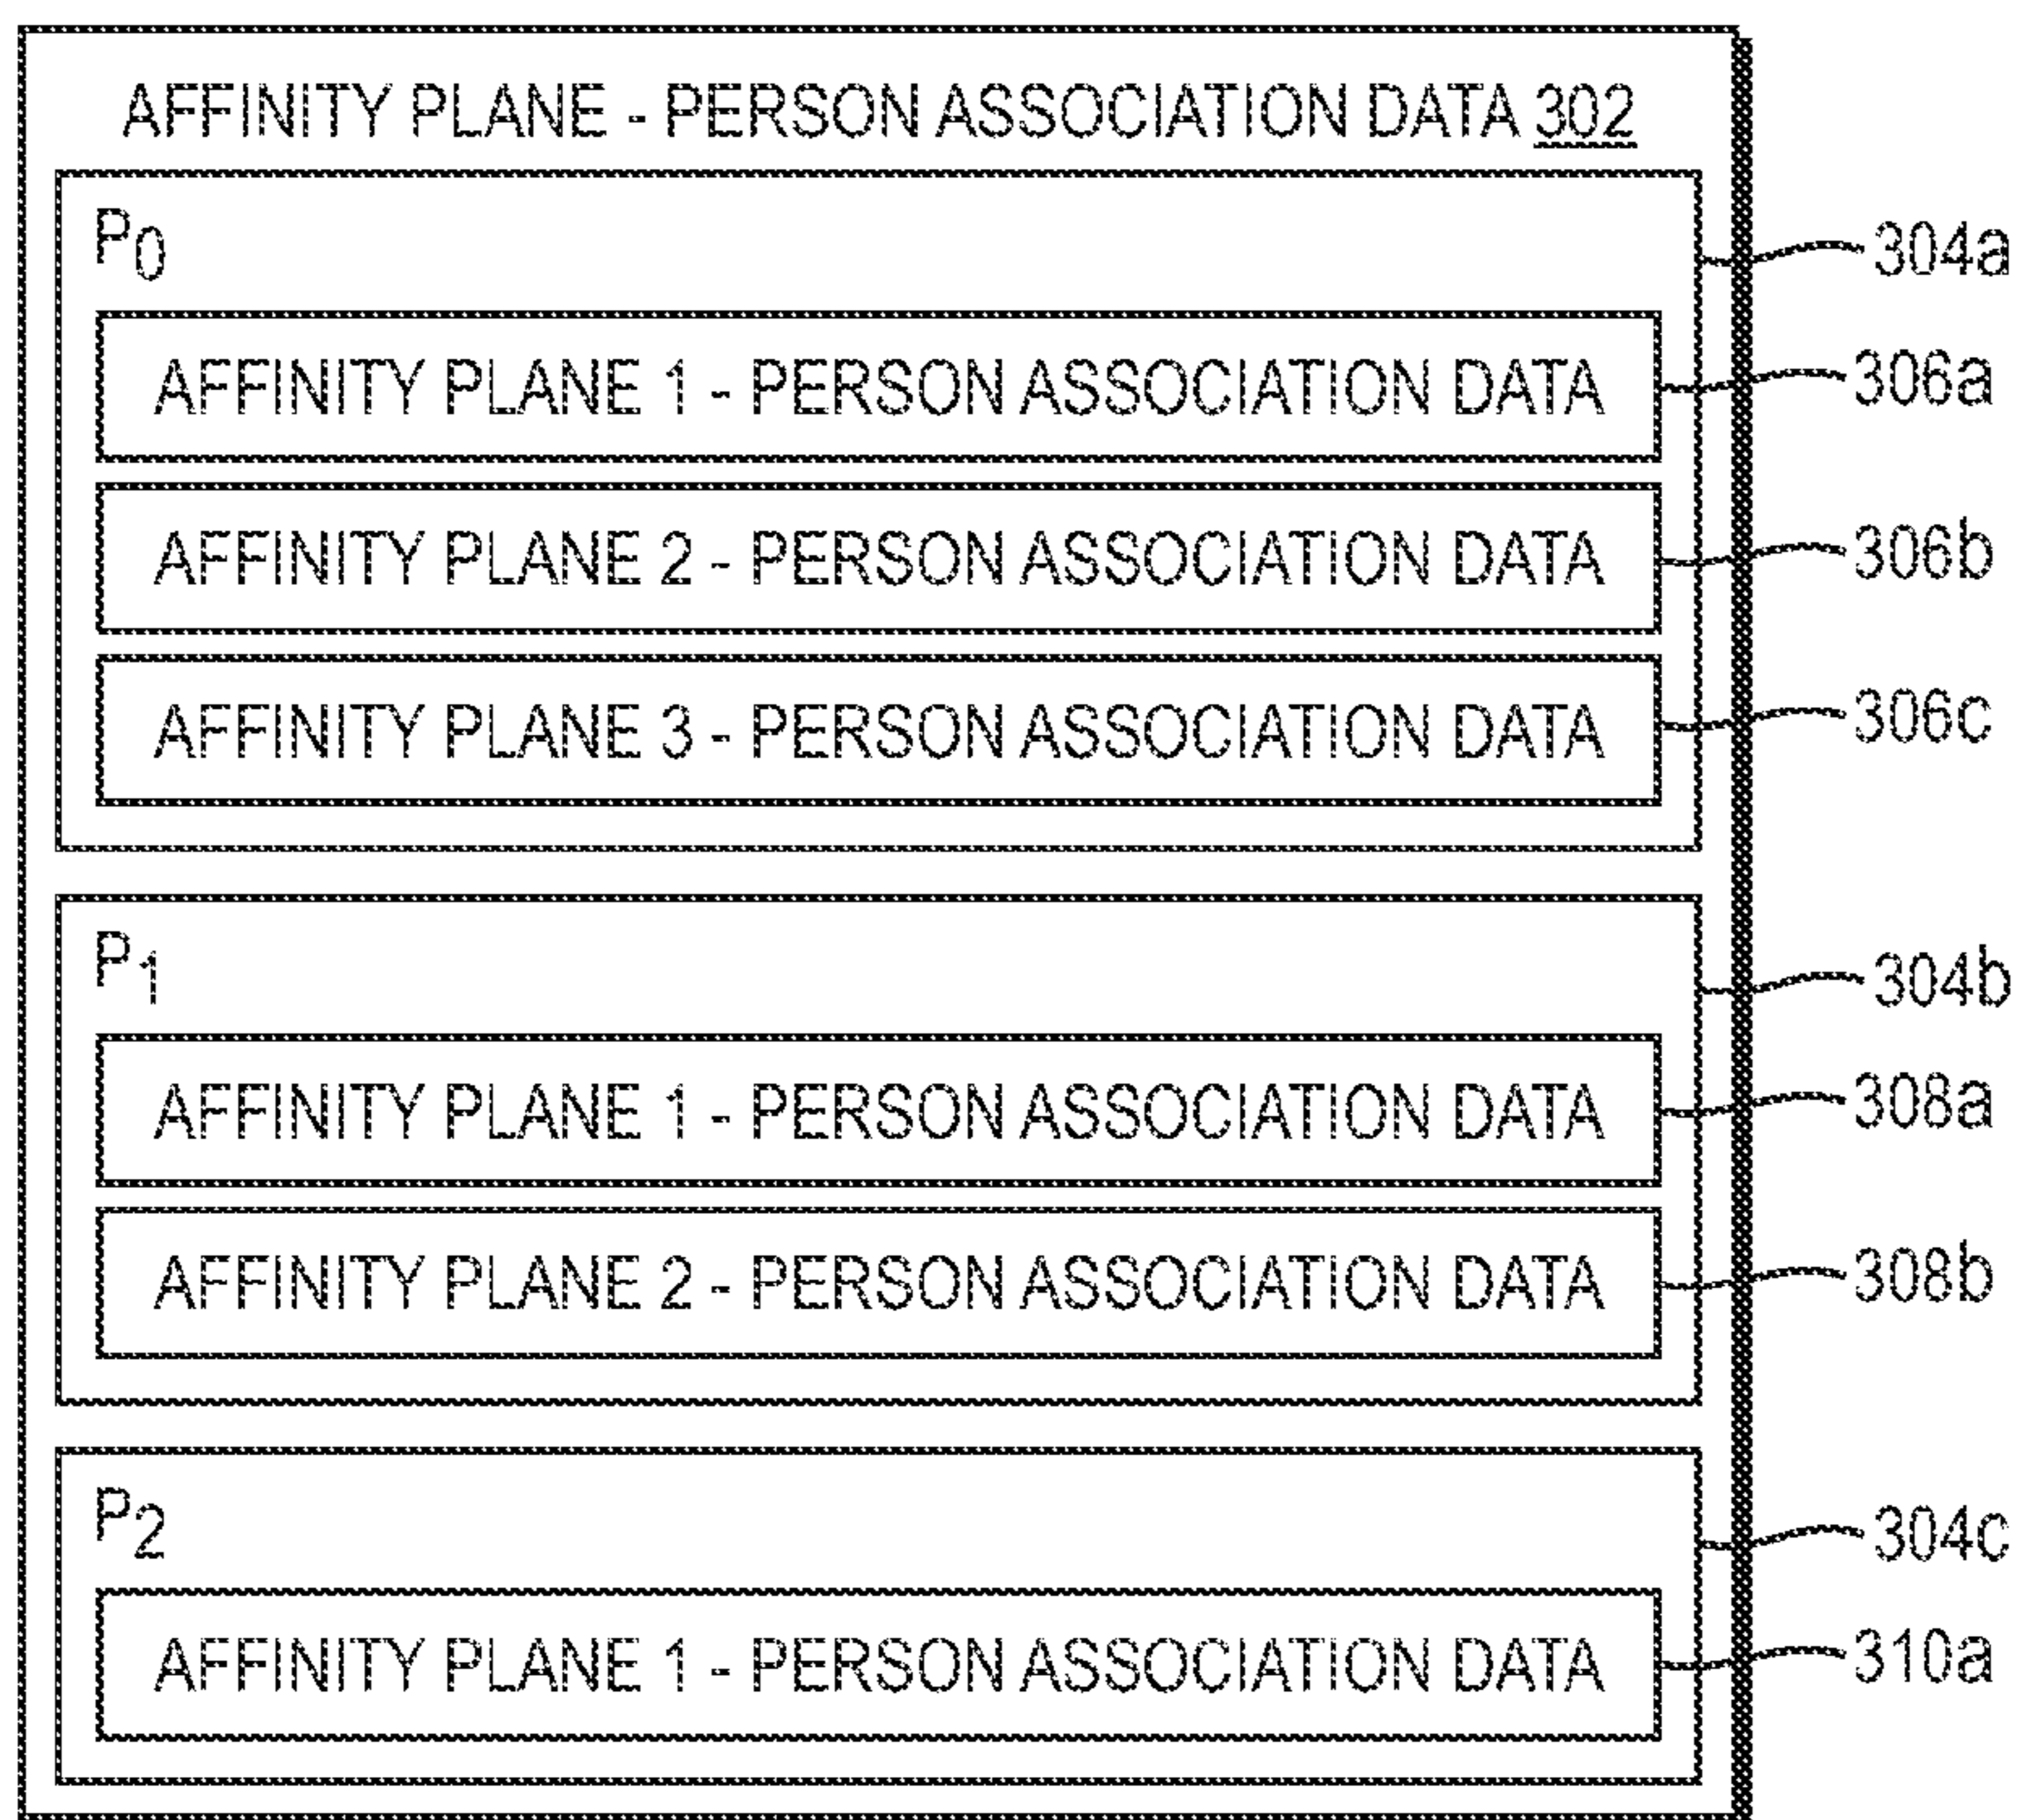 AFFINITY PLANE - PERSON ASSOCIATION DATA 302
P0
304a
AFFINITY PLANE 1 - PERSON ASSOCIATION DATA
306a
AFFINITY PLANE 2 - PERSON ASSOCIATION DATA
306b
AFFINITY PLANE 3 - PERSON ASSOCIATION DATA
306c
P1
304b
AFFINITY PLANE 1 - PERSON ASSOCIATION DATA
308a
AFFINITY PLANE 2 - PERSON ASSOCIATION DATA
308b
P2
304c
AFFINITY PLANE 1 - PERSON ASSOCIATION DATA
310a